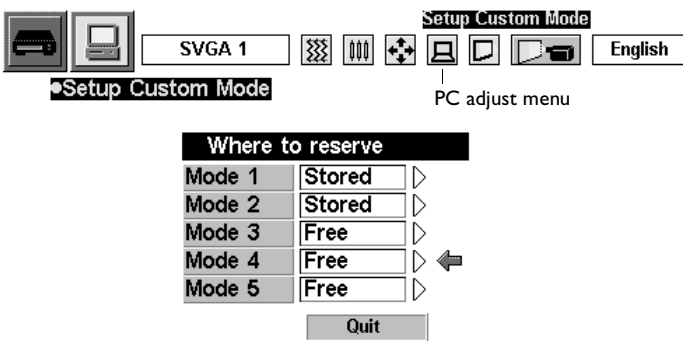 Setup Custom Mode
SVGA 1 English
●Setup Custom Mode
PC adjust menu
Where to reserve
Mode 1 Stored
Mode 2 Stored
Mode 3 Free
Mode 4 Free
Mode 5 Free
Quit